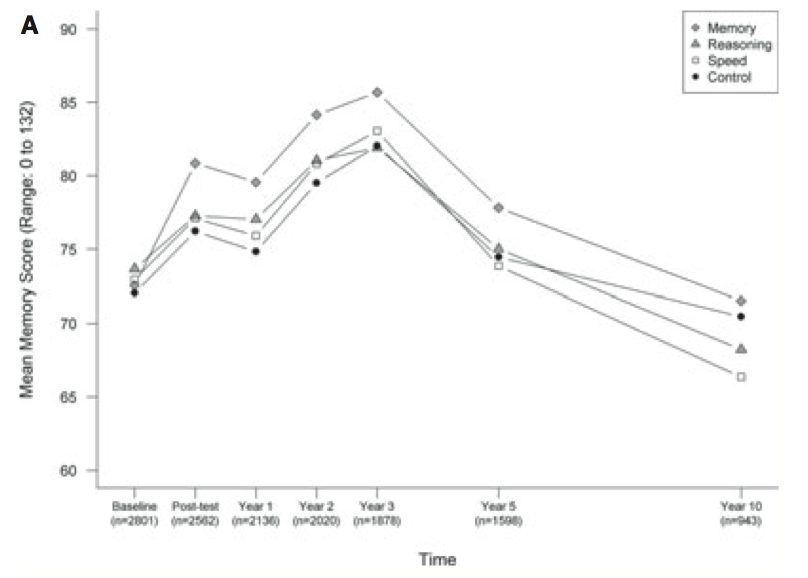 A
Mean Memory Score (Range: 0 to 132)
90
85
80
75
70
65
60
Memory
Reasoning
Speed
Control
Baseline
(n=2801)
Post-test
(n=2562)
Year 1
(n=2136)
Year 2
(n=2020)
Year 3
(n=1878)
Year 5
(n=1598)
Year 10
(n=943)
Time